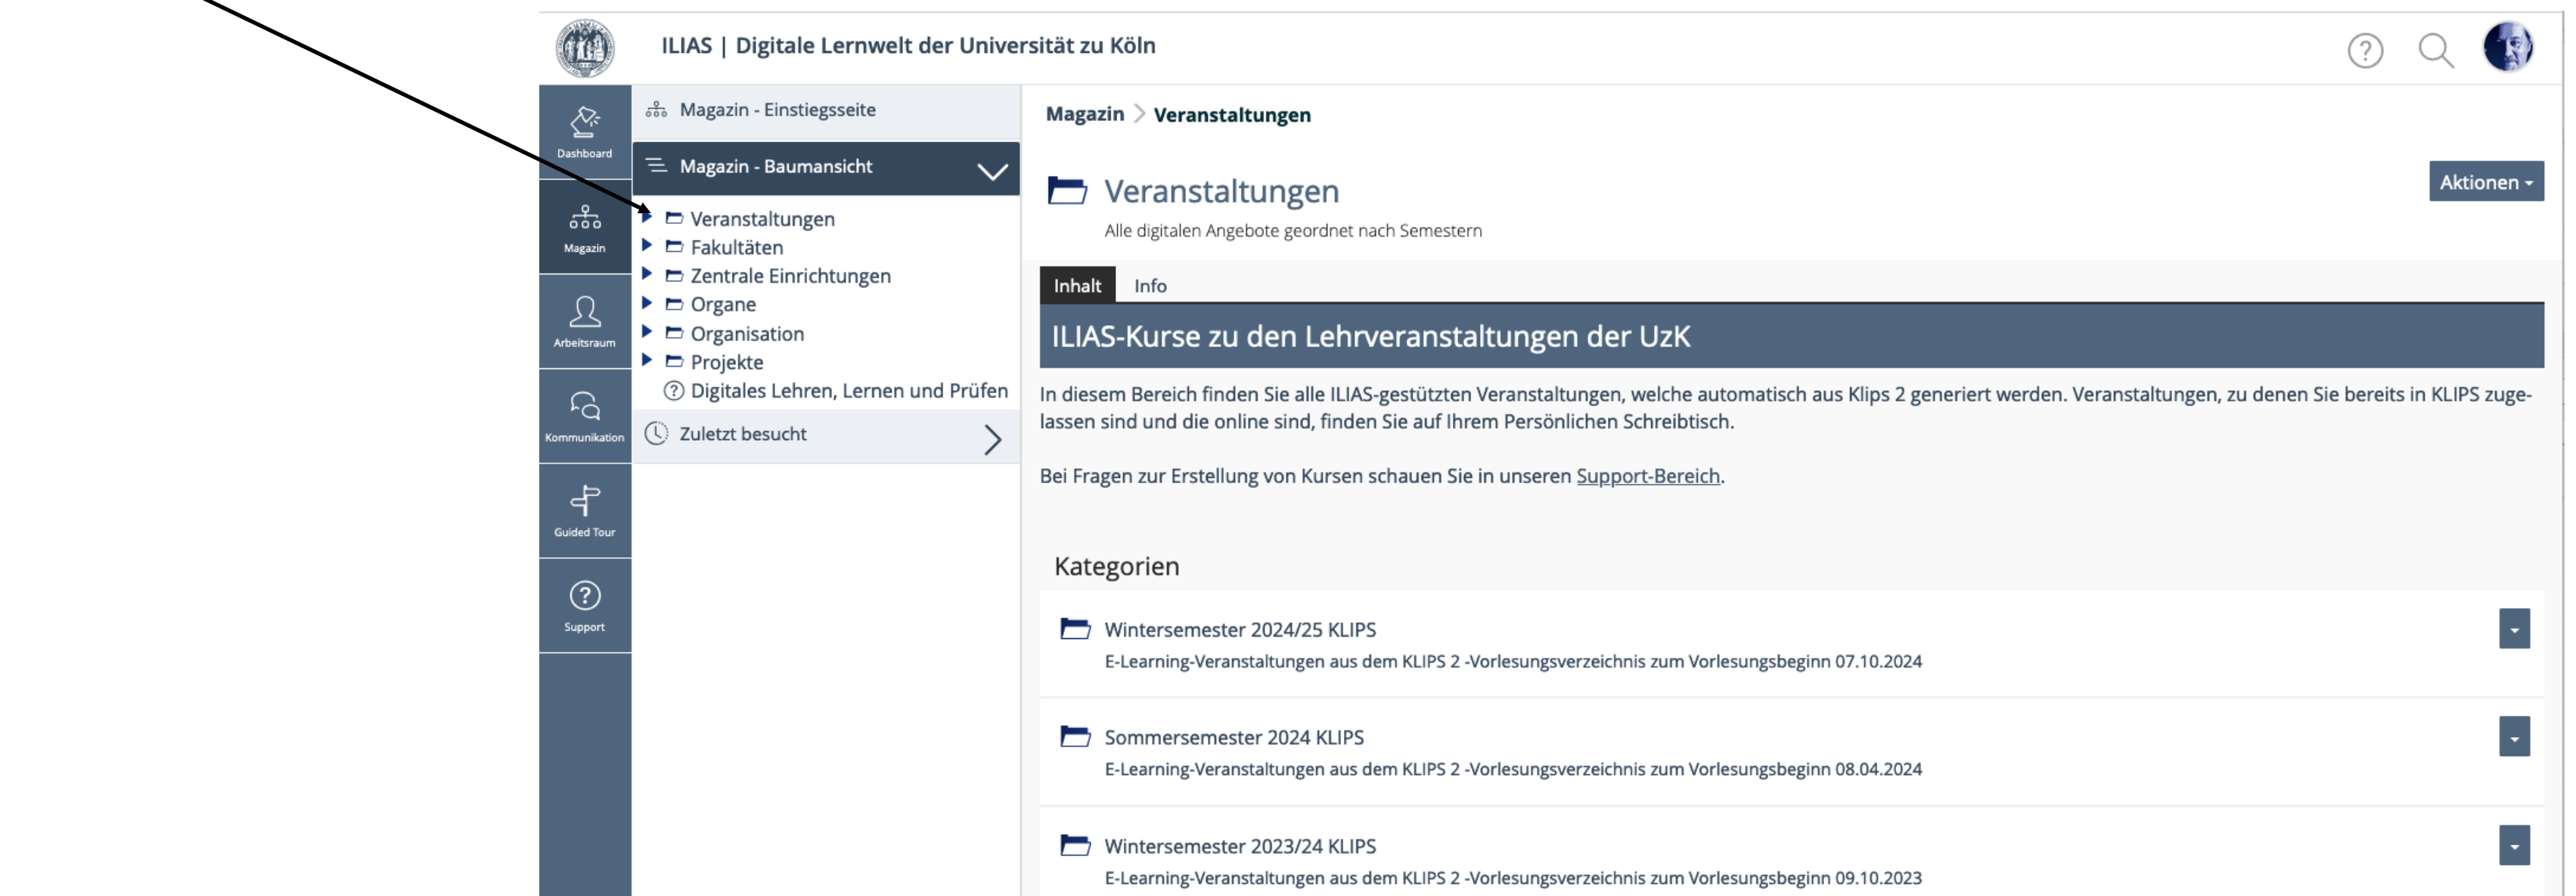 ILIAS | Digitale Lernwelt der Universität zu Köln
Dashboard
Magazin
Arbeitsraum
Kommunikation
Guided Tour
Support
Magazin - Einstiegsseite
Magazin - Baumansicht
Veranstaltungen
Fakultäten
Zentrale Einrichtungen
Organe
Organisation
Projekte
Digitales Lehren, Lernen und Prüfen
Zuletzt besucht
Magazin > Veranstaltungen
Veranstaltungen
Aktionen
Alle digitalen Angebote geordnet nach Semestern
Inhalt Info
ILIAS-Kurse zu den Lehrveranstaltungen der UzK
In diesem Bereich finden Sie alle ILIAS-gestützten Veranstaltungen, welche automatisch aus Klips 2 generiert werden. Veranstaltungen, zu denen Sie bereits in KLIPS zuge-
lassen sind und die online sind, finden Sie auf Ihrem Persönlichen Schreibtisch.
Bei Fragen zur Erstellung von Kursen schauen Sie in unseren Support-Bereich.
Kategorien
Wintersemester 2024/25 KLIPS
E-Learning-Veranstaltungen aus dem KLIPS 2 -Vorlesungsverzeichnis zum Vorlesungsbeginn 07.10.2024
Sommersemester 2024 KLIPS
E-Learning-Veranstaltungen aus dem KLIPS 2 -Vorlesungsverzeichnis zum Vorlesungsbeginn 08.04.2024
Wintersemester 2023/24 KLIPS
E-Learning-Veranstaltungen aus dem KLIPS 2 -Vorlesungsverzeichnis zum Vorlesungsbeginn 09.10.2023